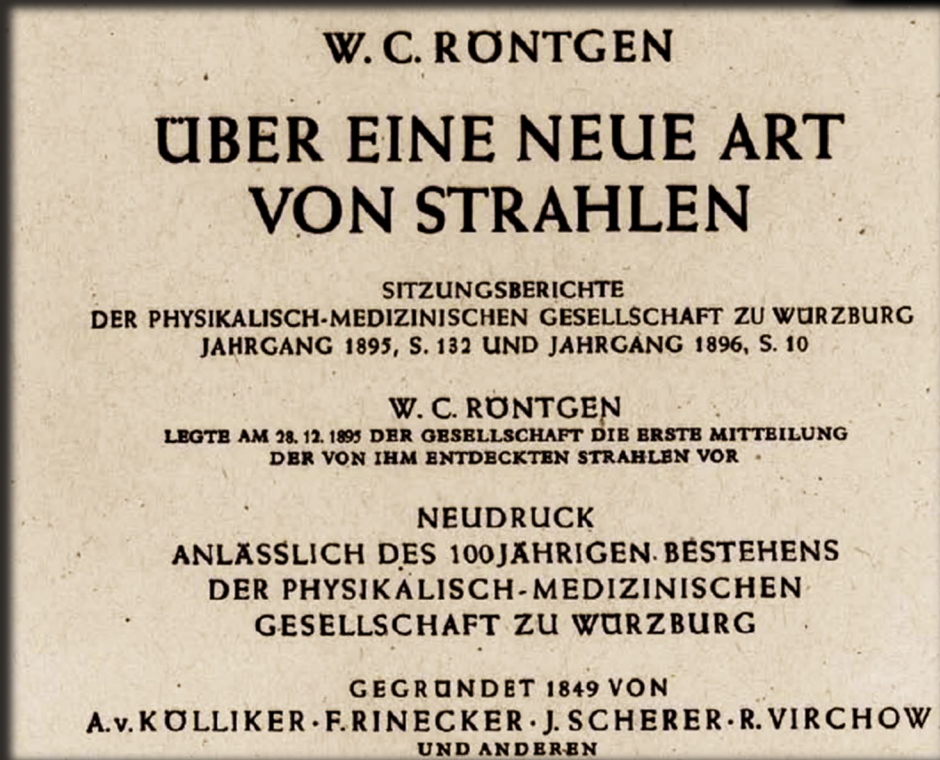 W. C. RÖNTGEN
ÜBER EINE NEUE ART
VON STRAHLEN
SITZUNGSBERICHTE
DER PHYSIKALISCH-MEDIZINISCHEN GESELLSCHAFT ZU WÜRZBURG
JAHRGANG 1895, S. 132 UND JAHRGANG 1896, S. 10
W. C. RÖNTGEN
LEGTE AM 28. 12. 1895 DER GESELLSCHAFT DIE ERSTE MITTEILUNG
DER VON IHM ENTDECKTEN STRAHLEN VOR
NEUDRUCK
ANLÄSSLICH DES 100JÄHRIGEN BESTEHENS
DER PHYSIKALISCH-MEDIZINISCHEN
GESELLSCHAFT ZU WÜRZBURG
GEGRÜNDET 1849 VON
A.v. KÖLLIKER · F. RINECKER · J. SCHERER · R. VIRCHOW
UND ANDEREN